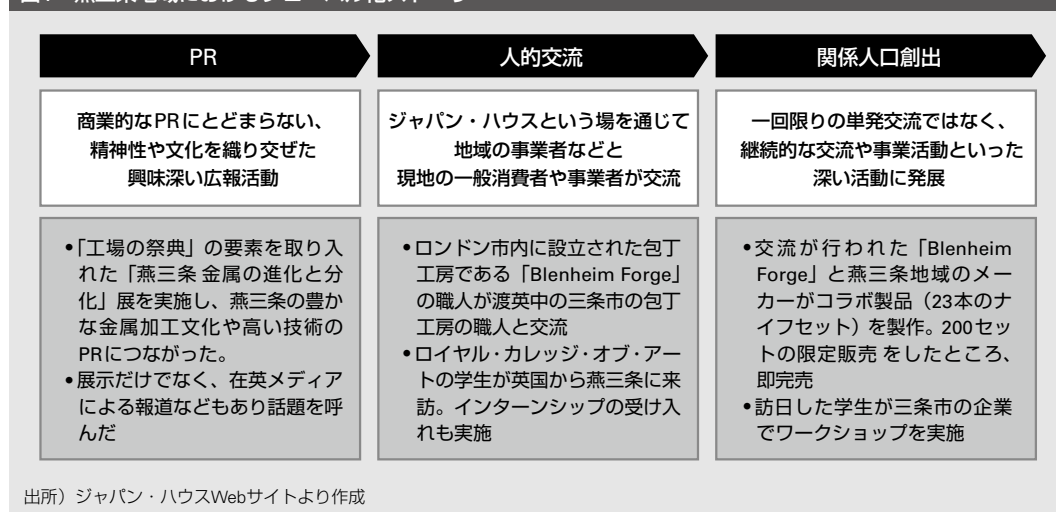 PR
商業的なPRにとどまらない、
精神性や文化を織り交ぜた
興味深い広報活動
•「工場の祭典」の要素を取り入
れた「燕三条 金属の進化と分
化」展を実施し、燕三条の豊か
な金属加工文化や高い技術の
PRにつながった。
•展示だけでなく、在英メディア
による報道などもあり話題を呼
んだ
人的交流
ジャパン・ハウスという場を通じて
地域の事業者などと
現地の一般消費者や事業者が交流
•ロンドン市内に設立された包丁
工房である「Blenheim Forge」
の職人が渡英中の三条市の包丁
工房の職人と交流
•ロイヤル・カレッジ・オブ・アー
トの学生が英国から燕三条に来
訪。インターンシップの受け入
れも実施
関係人口創出
一回限りの単発交流ではなく、
継続的な交流や事業活動といった
深い活動に発展
•交流が行われた「Blenheim
Forge」と燕三条地域のメー
カーがコラボ製品（23本のナ
イフセット）を製作。200セッ
トの限定販売 をしたところ、
即完売
•訪日した学生が三条市の企業
でワークショップを実施
出所）ジャパン・ハウスWebサイトより作成